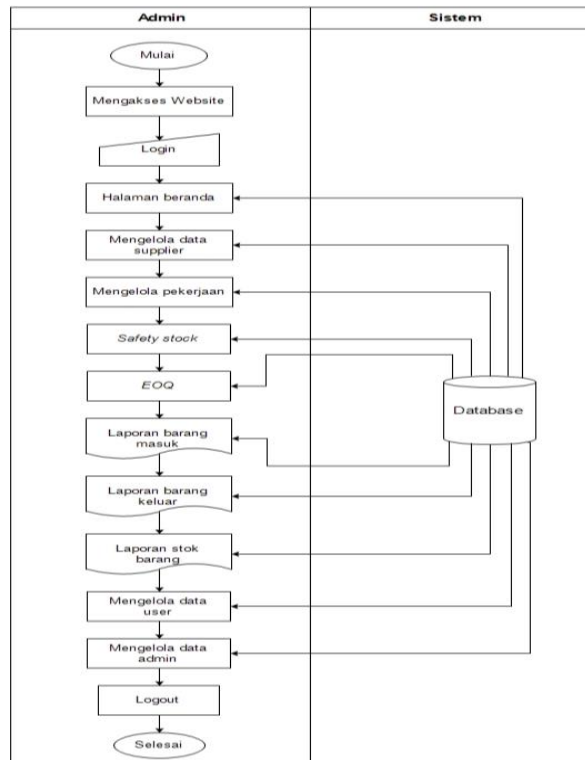 Admin
Sistem
Mulai
Mengakses Website
Login
Halaman beranda
Mengelola data
supplier
Mengelola pekerjaan
Safety stock
EOQ
Database
Laporan barang
masuk
Laporan barang
keluar
Laporan stok
barang
Mengelola data
user
Mengelola data
admin
Logout
Selesai